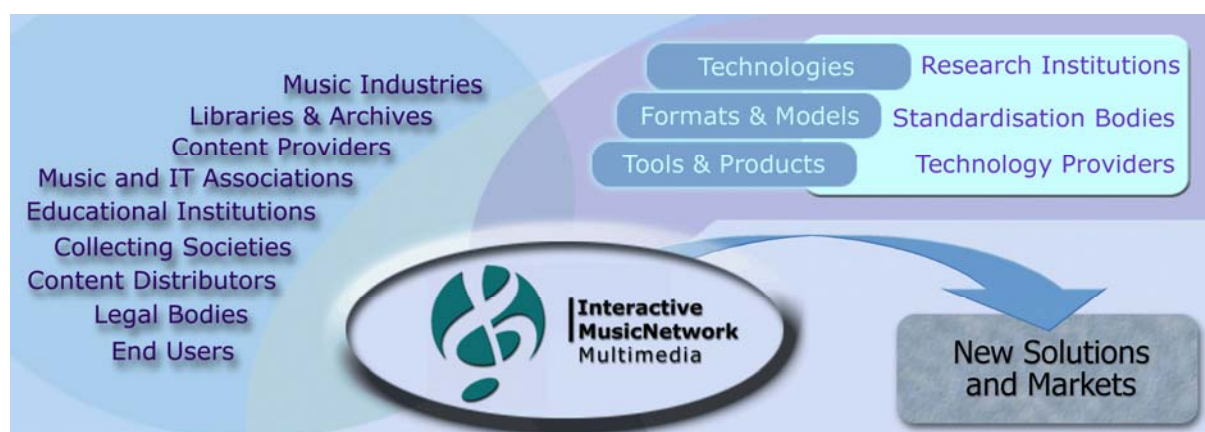 Music Industries
Libraries & Archives
Content Providers
Music and IT Associations
Educational Institutions
Collecting Societies
Content Distributors
Legal Bodies
End Users
Technologies
Research Institutions
Formats & Models
Standardisation Bodies
Tools & Products
Technology Providers
Interactive
MusicNetwork
Multimedia
New Solutions
and Markets